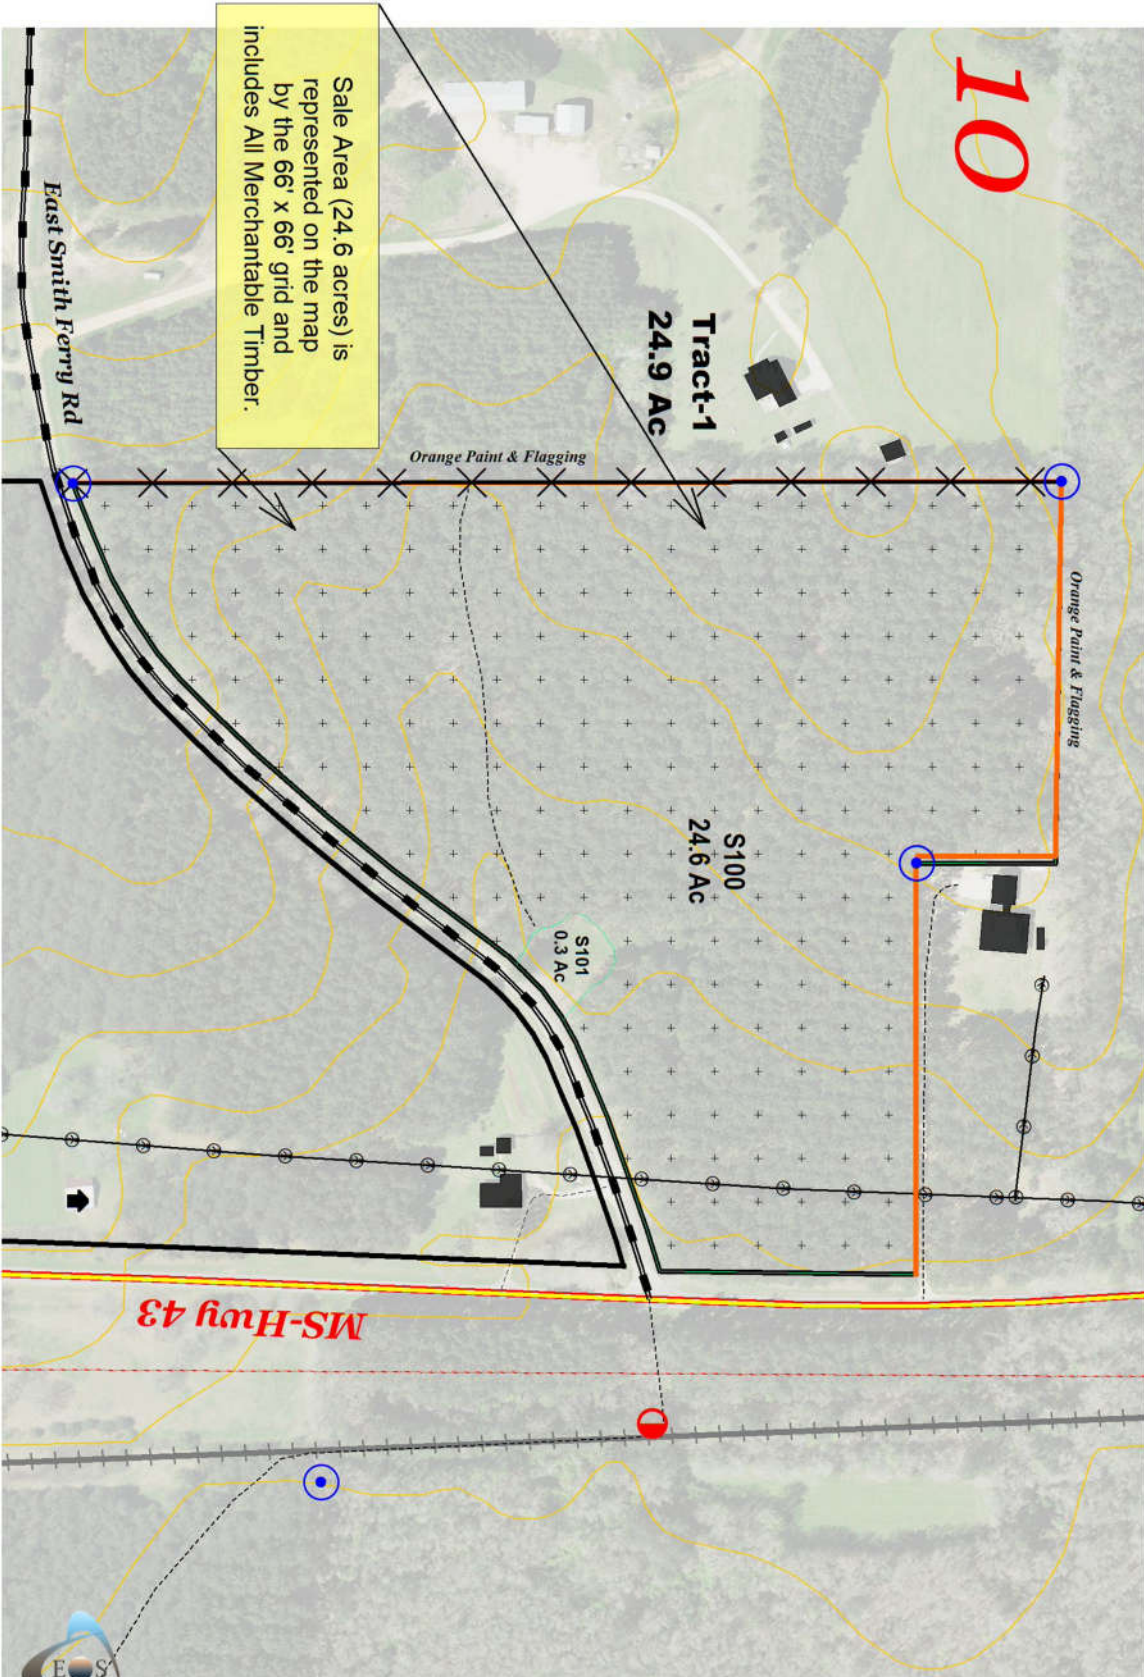 10
Sale Area (24.6 acres) is
represented on the map
by the 66' x 66' grid and
includes All Merchantable Timber.
East Smith Ferry Rd
Tract-1
24.9 Ac
Orange Paint & Flagging
Orange Paint & Flagging
S100
24.6 Ac
S101
0.3 Ac
MS-Hwy 43
EOS